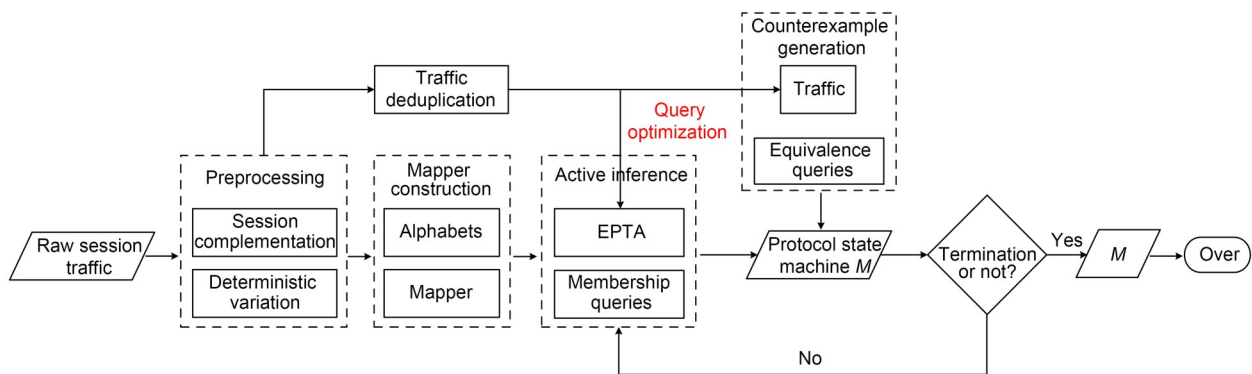 Counterexample
generation
Traffic
deduplication
Traffic
Query
optimization
Equivalence
queries
Preprocessing
Mapper
construction
Active inference
Session
complementation
Alphabets
EPTA
Raw session
traffic
Protocol state
machine M
Termination
or not?
Yes
M
Over
Deterministic
variation
Mapper
Membership
queries
No